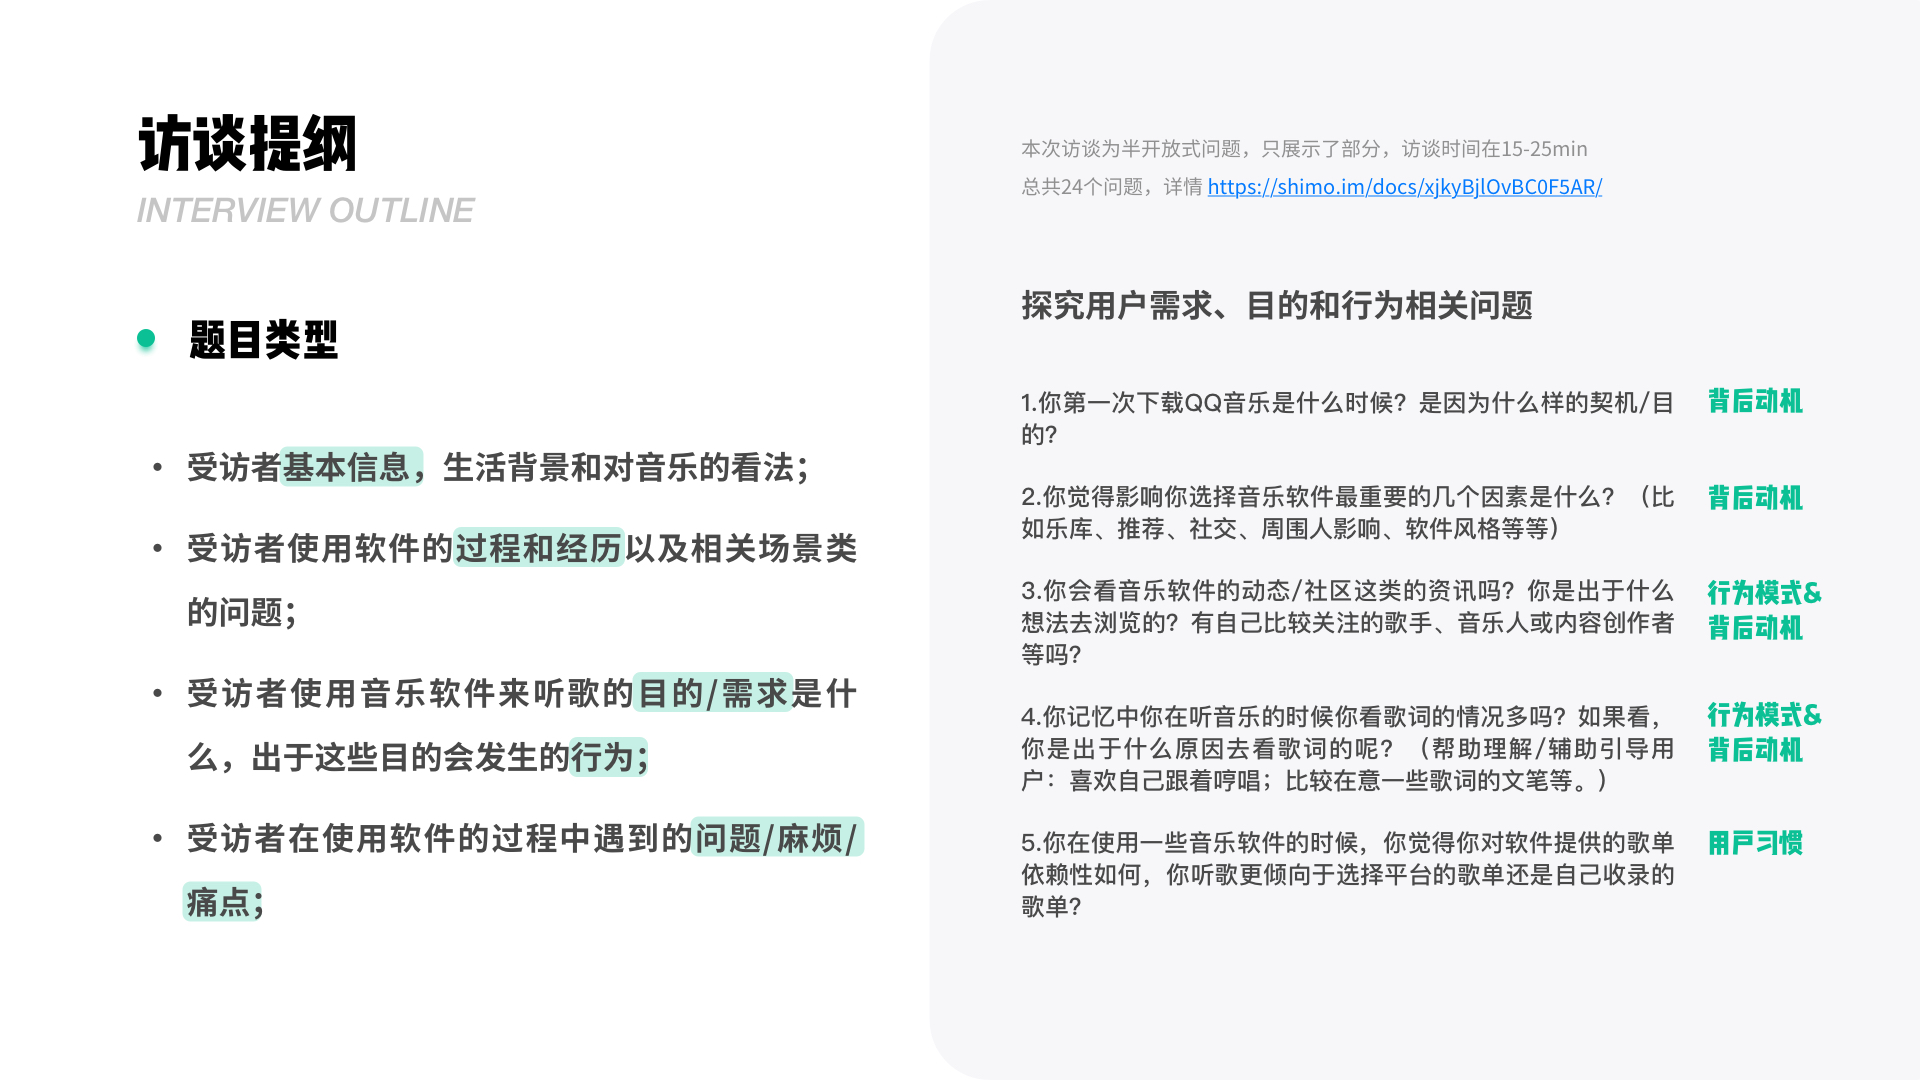 访谈提纲
INTERVIEW OUTLINE
题目类型
• 受访者基本信息，生活背景和对音乐的看法；
• 受访者使用软件的过程和经历以及相关场景类
的问题；
• 受访者使用音乐软件来听歌的目的/需求是什
么，出于这些目的会发生的行为；
• 受访者在使用软件的过程中遇到的问题/麻烦/
痛点；
本次访谈为半开放式问题，只展示了部分，访谈时间在15-25min
总共24个问题，详情 https://shimo.im/docs/xjkyBjlOvBC0F5AR/
探究用户需求、目的和行为相关问题
1.你第一次下载QQ音乐是什么时候？是因为什么样的契机/目
的？
背后动机
2.你觉得影响你选择音乐软件最重要的几个因素是什么？（比
如乐库、推荐、社交、周围人影响、软件风格等等）
背后动机
3.你会看音乐软件的动态/社区这类的资讯吗？你是出于什么
想法去浏览的？有自己比较关注的歌手、音乐人或内容创作者
等吗？
行为模式&
背后动机
4.你记忆中你在听音乐的时候你看歌词的情况多吗？如果看，
你是出于什么原因去看歌词的呢？（帮助理解/辅助引导用
户：喜欢自己跟着哼唱；比较在意一些歌词的文笔等。）
行为模式&
背后动机
5.你在使用一些音乐软件的时候，你觉得你对软件提供的歌单
依赖性如何，你听歌更倾向于选择平台的歌单还是自己收录的
歌单？
用户习惯